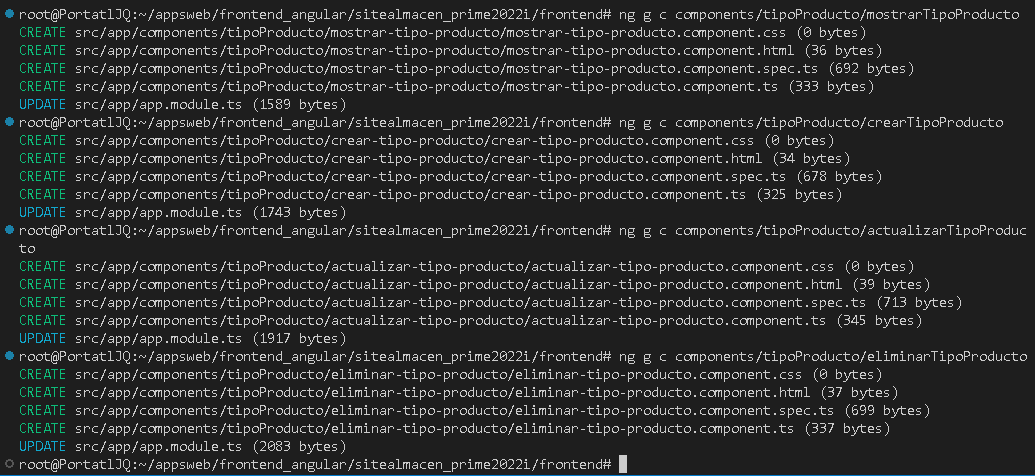 root@PortatlJQ:~/appsweb/frontend_angular/sitealmacen_prime2022i/frontend# ng g c components/tipoProducto/mostrarTipoProducto
CREATE src/app/components/tipoProducto/mostrar-tipo-producto/mostrar-tipo-producto.component.css (0 bytes)
CREATE src/app/components/tipoProducto/mostrar-tipo-producto/mostrar-tipo-producto.component.html (36 bytes)
CREATE src/app/components/tipoProducto/mostrar-tipo-producto/mostrar-tipo-producto.component.spec.ts (692 bytes)
CREATE src/app/components/tipoProducto/mostrar-tipo-producto/mostrar-tipo-producto.component.ts (333 bytes)
UPDATE src/app/app.module.ts (1589 bytes)
root@PortatlJQ:~/appsweb/frontend_angular/sitealmacen_prime2022i/frontend# ng g c components/tipoProducto/crearTipoProducto
CREATE src/app/components/tipoProducto/crear-tipo-producto/crear-tipo-producto.component.css (0 bytes)
CREATE src/app/components/tipoProducto/crear-tipo-producto/crear-tipo-producto.component.html (34 bytes)
CREATE src/app/components/tipoProducto/crear-tipo-producto/crear-tipo-producto.component.spec.ts (678 bytes)
CREATE src/app/components/tipoProducto/crear-tipo-producto/crear-tipo-producto.component.ts (325 bytes)
UPDATE src/app/app.module.ts (1743 bytes)
root@PortatlJQ:~/appsweb/frontend_angular/sitealmacen_prime2022i/frontend# ng g c components/tipoProducto/actualizarTipoProduc
to
CREATE src/app/components/tipoProducto/actualizar-tipo-producto/actualizar-tipo-producto.component.css (0 bytes)
CREATE src/app/components/tipoProducto/actualizar-tipo-producto/actualizar-tipo-producto.component.html (39 bytes)
CREATE src/app/components/tipoProducto/actualizar-tipo-producto/actualizar-tipo-producto.component.spec.ts (713 bytes)
CREATE src/app/components/tipoProducto/actualizar-tipo-producto/actualizar-tipo-producto.component.ts (345 bytes)
UPDATE src/app/app.module.ts (1917 bytes)
root@PortatlJQ:~/appsweb/frontend_angular/sitealmacen_prime2022i/frontend# ng g c components/tipoProducto/eliminarTipoProducto
CREATE src/app/components/tipoProducto/eliminar-tipo-producto/eliminar-tipo-producto.component.css (0 bytes)
CREATE src/app/components/tipoProducto/eliminar-tipo-producto/eliminar-tipo-producto.component.html (37 bytes)
CREATE src/app/components/tipoProducto/eliminar-tipo-producto/eliminar-tipo-producto.component.spec.ts (699 bytes)
CREATE src/app/components/tipoProducto/eliminar-tipo-producto/eliminar-tipo-producto.component.ts (337 bytes)
UPDATE src/app/app.module.ts (2083 bytes)
root@PortatlJQ:~/appsweb/frontend_angular/sitealmacen_prime2022i/frontend#